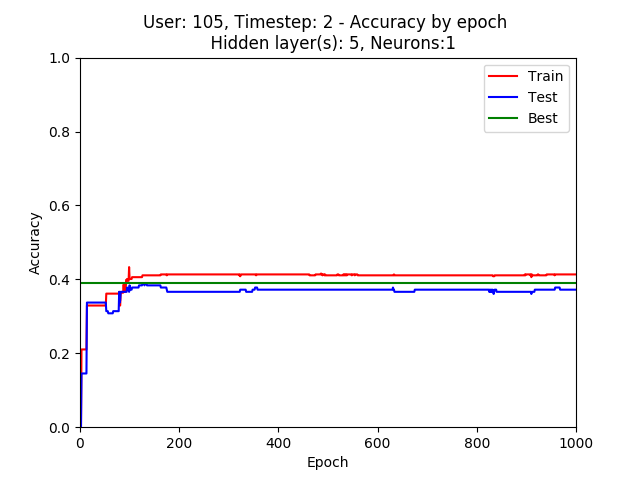 User: 105, Timestep: 2 - Accuracy by epoch
Hidden layer(s): 5, Neurons:1
1.0
0.8
0.6
0.4
0.2
0.0
Accuracy
Train
Test
Best
0 200 400 600 800 1000
Epoch